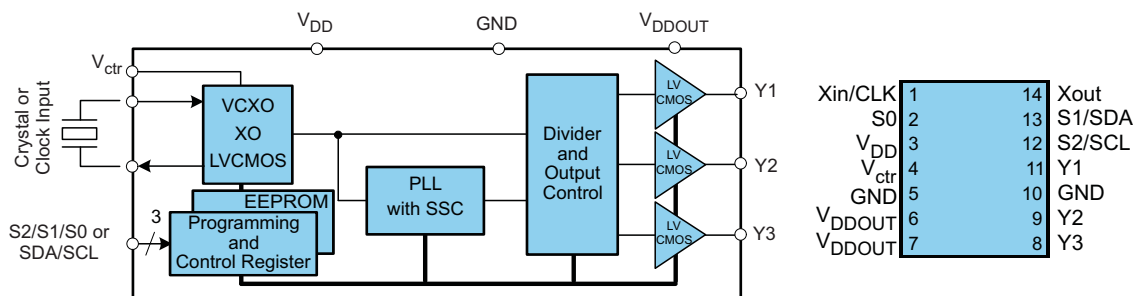 VDD
GND
VDDOUT
Vctr
Crystal or
Clock Input
VCXO
XO
LVCMOS
EEPROM
Programming
and
Control Register
S2/S1/S0 or
SDA/SCL
3
PLL
with SSC
Divider
and
Output
Control
LV
CMOS
Y1
LV
CMOS
Y2
LV
CMOS
Y3
Xin/CLK 1 14 Xout
S0 2 13 S1/SDA
VDD 3 12 S2/SCL
Vctr 4 11 Y1
GND 5 10 GND
VDDOUT 6 9 Y2
VDDOUT 7 8 Y3